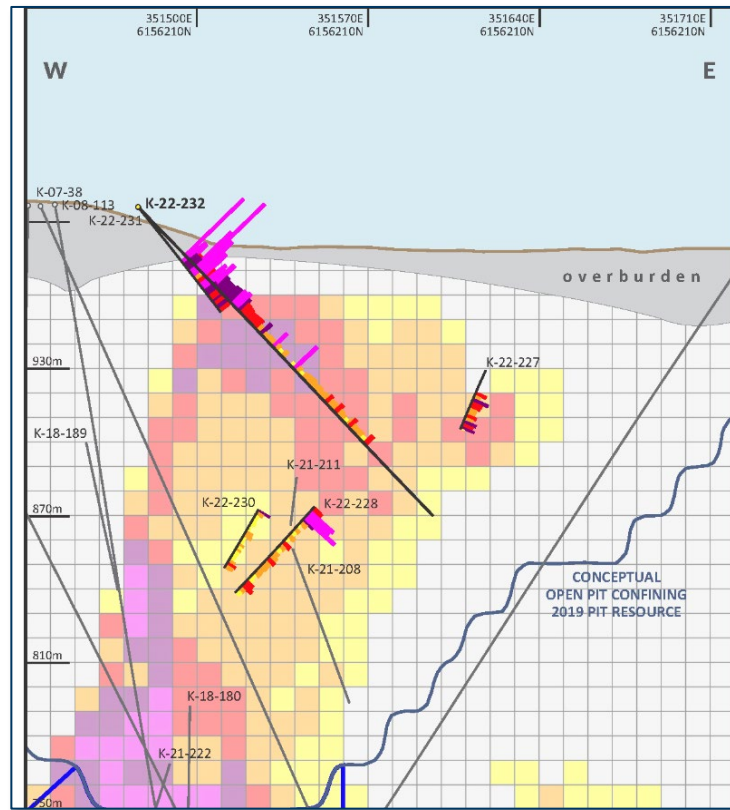 351500E
6156210N
351570E
6156210N
351640E
6156210N
351710E
6156210N
W
E
K-07-38
K-08-113
K-22-231
K-22-232
overburden
930m
K-22-227
K-18-189
K-21-211
870m
K-22-230
K-22-228
K-21-208
CONCEPTUAL
OPEN PIT CONFINING
2019 PIT RESOURCE
810m
K-18-180
K-21-222
750m